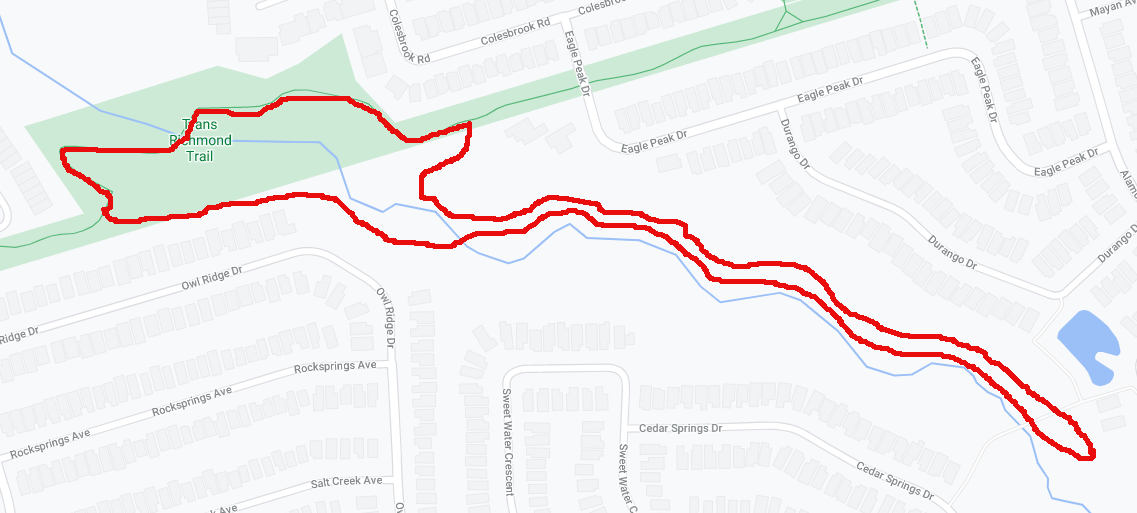 Colesbrook Rd
Colesbrook Rd
Colesbrook
Mayan Av
Eagle Peak Dr
Eagle Peak Dr
Eagle Peak Dr
Eagle Peak Dr
Eagle Peak Dr
Trans
Richmond
Trail
Durango Dr
Durango Dr
Durango D
Alamo
Owl Ridge Dr
Owl Ridge Dr
Ridge Dr
Rocksprings Ave
Rocksprings Ave
Rocksprings Ave
Sweet Water Crescent
Sweet Water C
Cedar Springs Dr
Cedar Springs Dr
Salt Creek Ave
k Ave
Ow